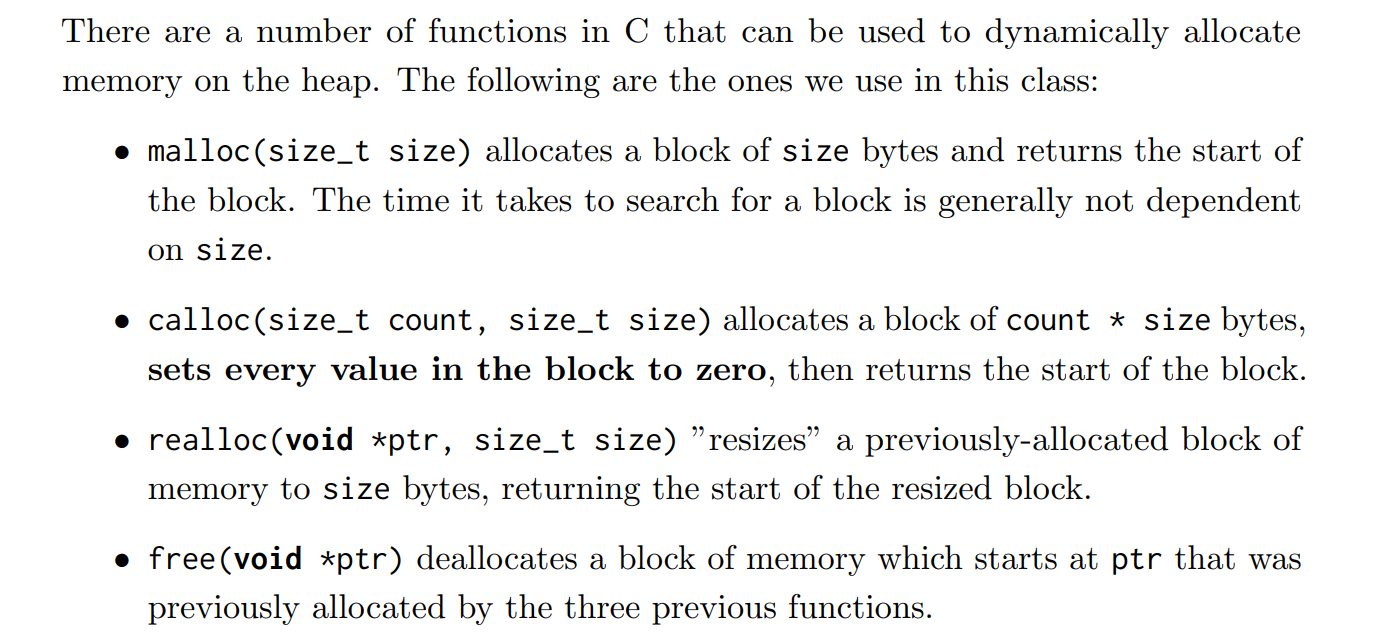 There are a number of functions in C that can be used to dynamically allocate
memory on the heap. The following are the ones we use in this class:
• malloc(size_t size) allocates a block of size bytes and returns the start of
the block. The time it takes to search for a block is generally not dependent
on size.
• calloc(size_t count, size_t size) allocates a block of count * size bytes,
sets every value in the block to zero, then returns the start of the block.
• realloc(void *ptr, size_t size) ”resizes” a previously-allocated block of
memory to size bytes, returning the start of the resized block.
• free(void *ptr) deallocates a block of memory which starts at ptr that was
previously allocated by the three previous functions.